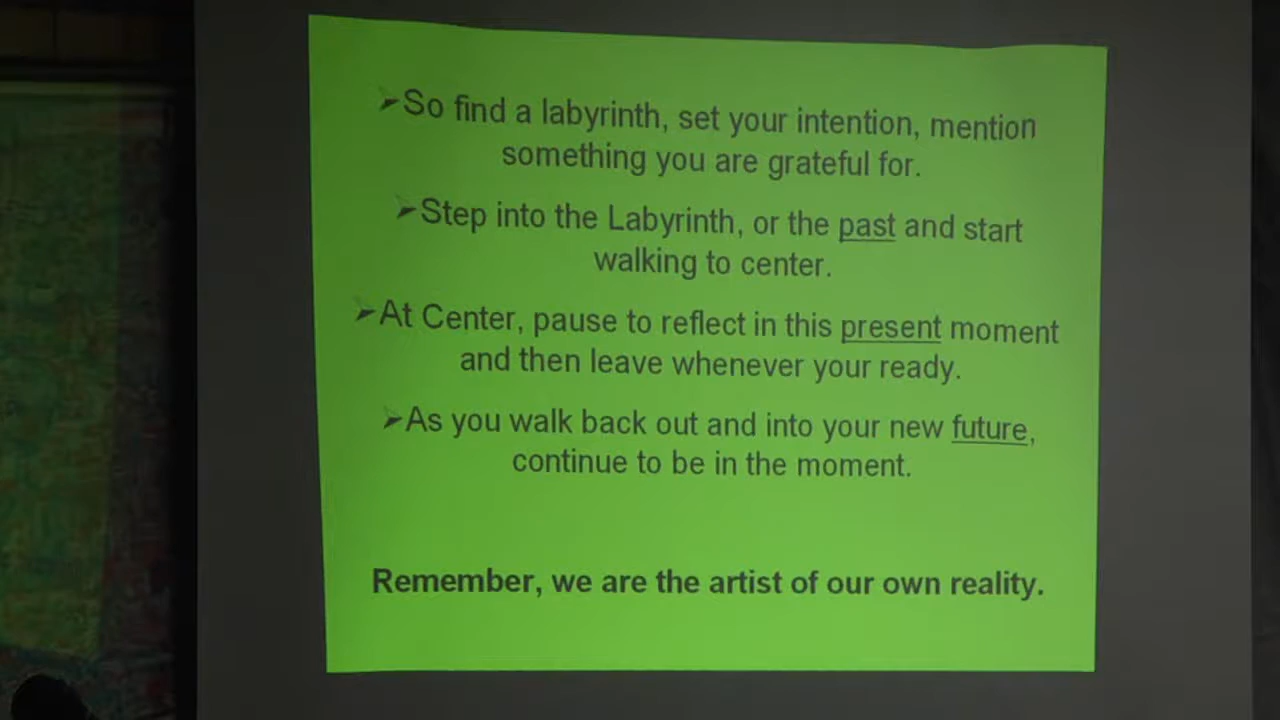 ➢So find a labyrinth, set your intention, mention
something you are grateful for.
➢Step into the Labyrinth, or the past and start
walking to center.
➢At Center, pause to reflect in this present moment
and then leave whenever your ready.
➢As you walk back out and into your new future,
continue to be in the moment.
Remember, we are the artist of our own reality.